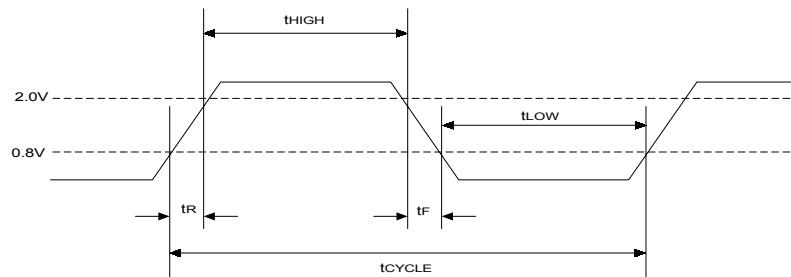 tHIGH
2.0V
tLOW
0.8V
tR
tF
tCYCLE